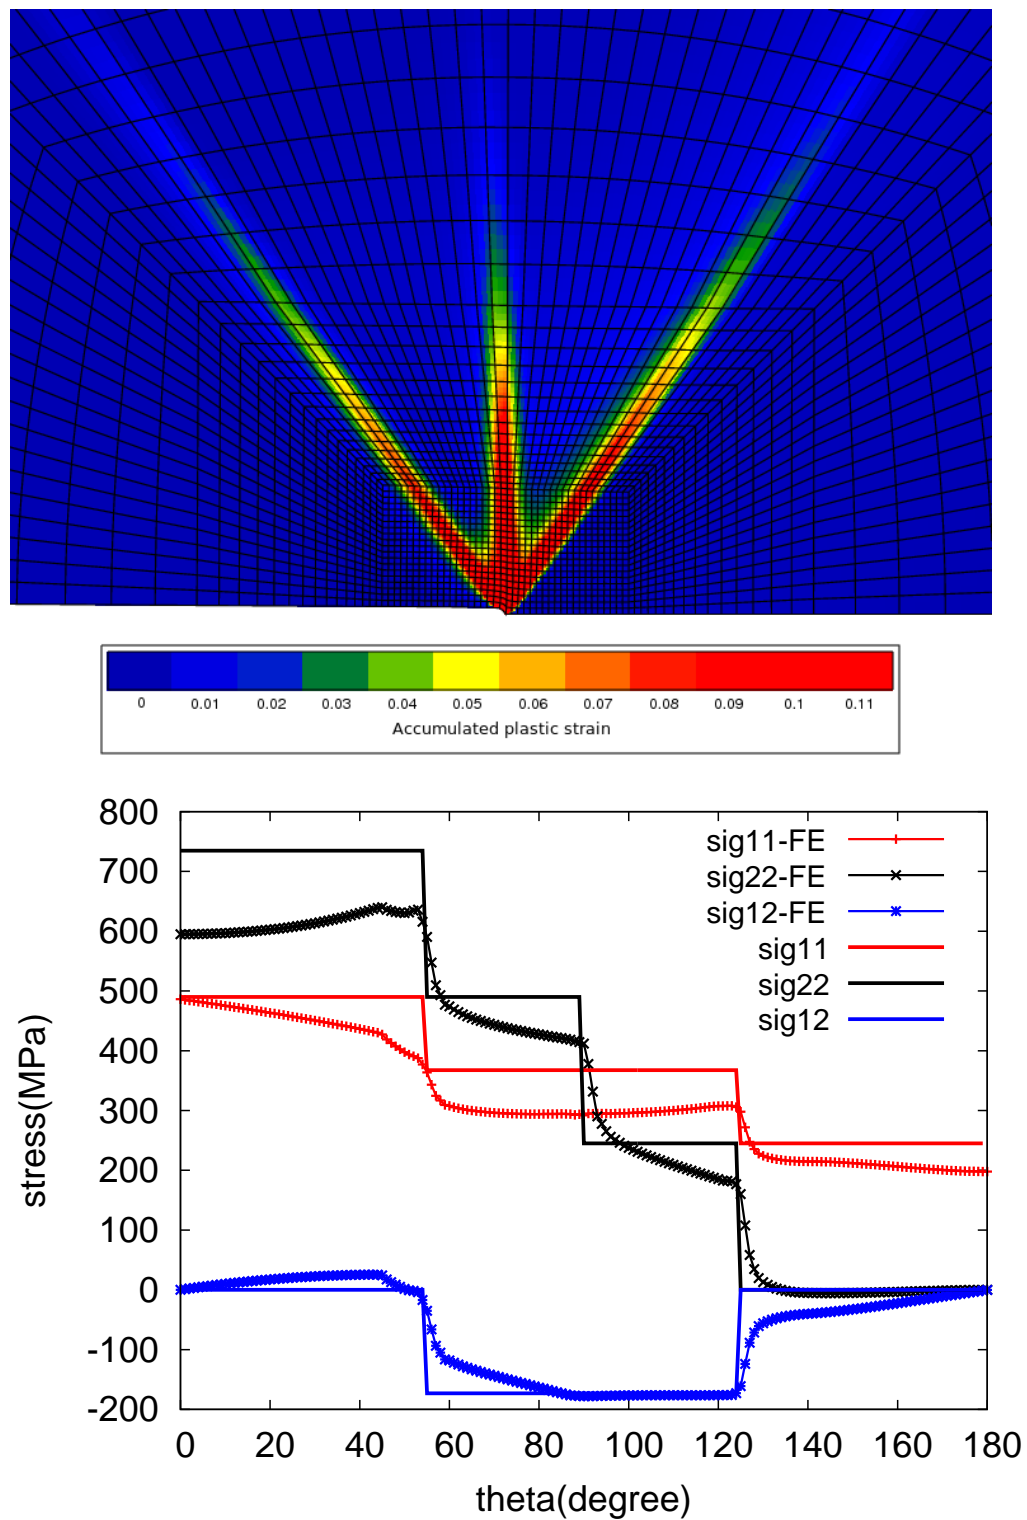 0 0.01 0.02 0.03 0.04 0.05 0.06 0.07 0.08 0.09 0.1 0.11
Accumulated plastic strain
800
700
600
500
400
300
200
100
0
-100
-200
stress(MPa)
sig11-FE
sig22-FE
sig12-FE
sig11
sig22
sig12
0 20 40 60 80 100 120 140 160 180
theta(degree)